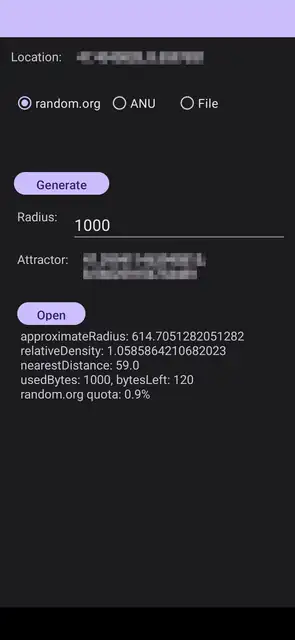 Location:
random.org ANU File
Generate
Radius: 1000
Attractor:
Open
approximateRadius: 614.7051282051282
relativeDensity: 1.0585864210682023
nearestDistance: 59.0
usedBytes: 1000, bytesLeft: 120
random.org quota: 0.9%